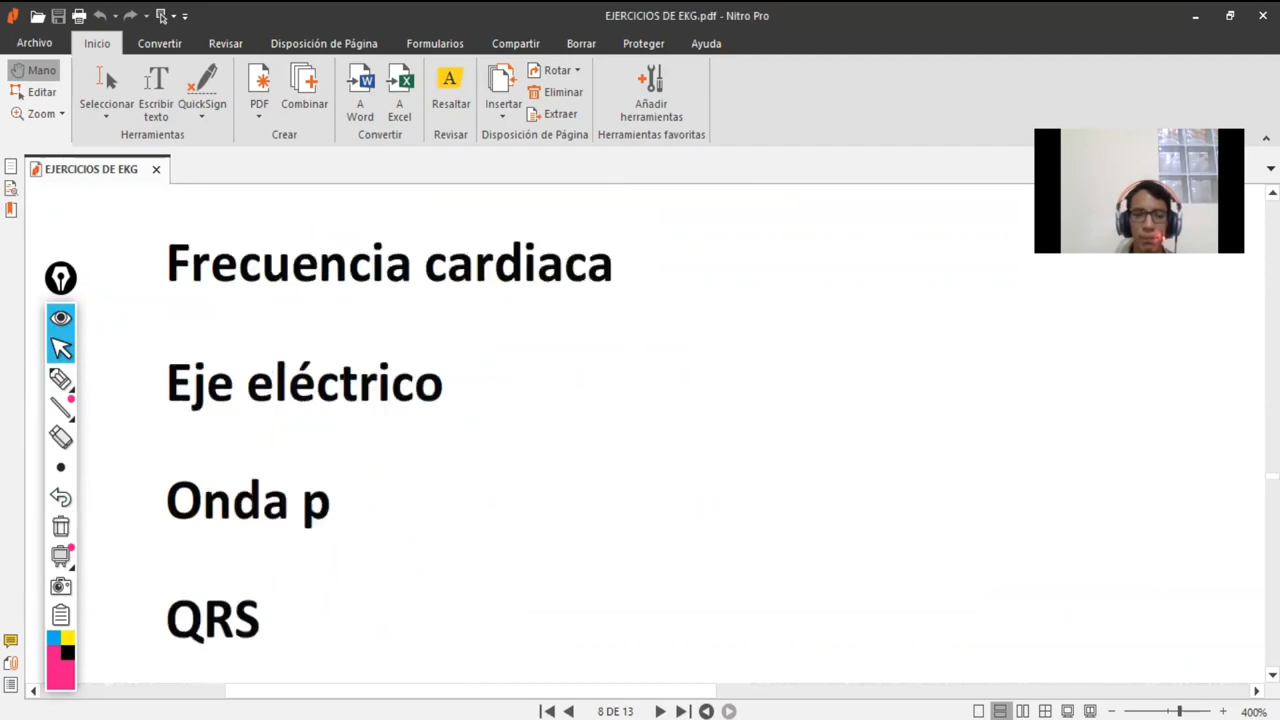 EJERCICIOS DE EKG.pdf - Nitro Pro
Archivo Inicio Convertir Revisar Disposición de Página Formularios Compartir Borrar Proteger Ayuda
Mano
Editar
Zoom
Seleccionar
Escribir texto
QuickSign
Herramientas
PDF
Combinar
Crear
A Word
A Excel
Convertir
Resaltar
Revisar
Insertar
Rotar
Eliminar
Extraer
Disposición de Página
Añadir herramientas
Herramientas favoritas
EJERCICIOS DE EKG
Frecuencia cardiaca
Eje eléctrico
Onda p
QRS
8 DE 13
400%